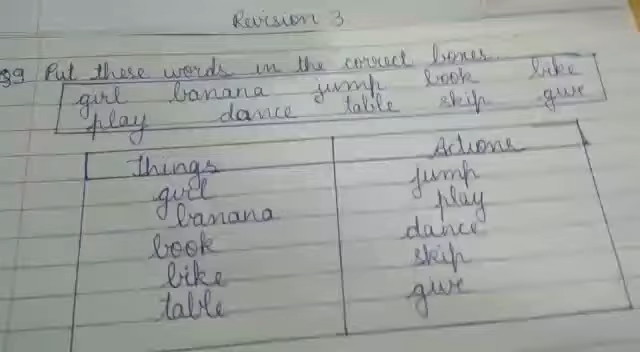 Revision 3
39 Put these words in the correct boxes.
girl banana jump book bike
play dance table skip give
Things Actions
girl jump
banana play
book dance
bike skip
table give